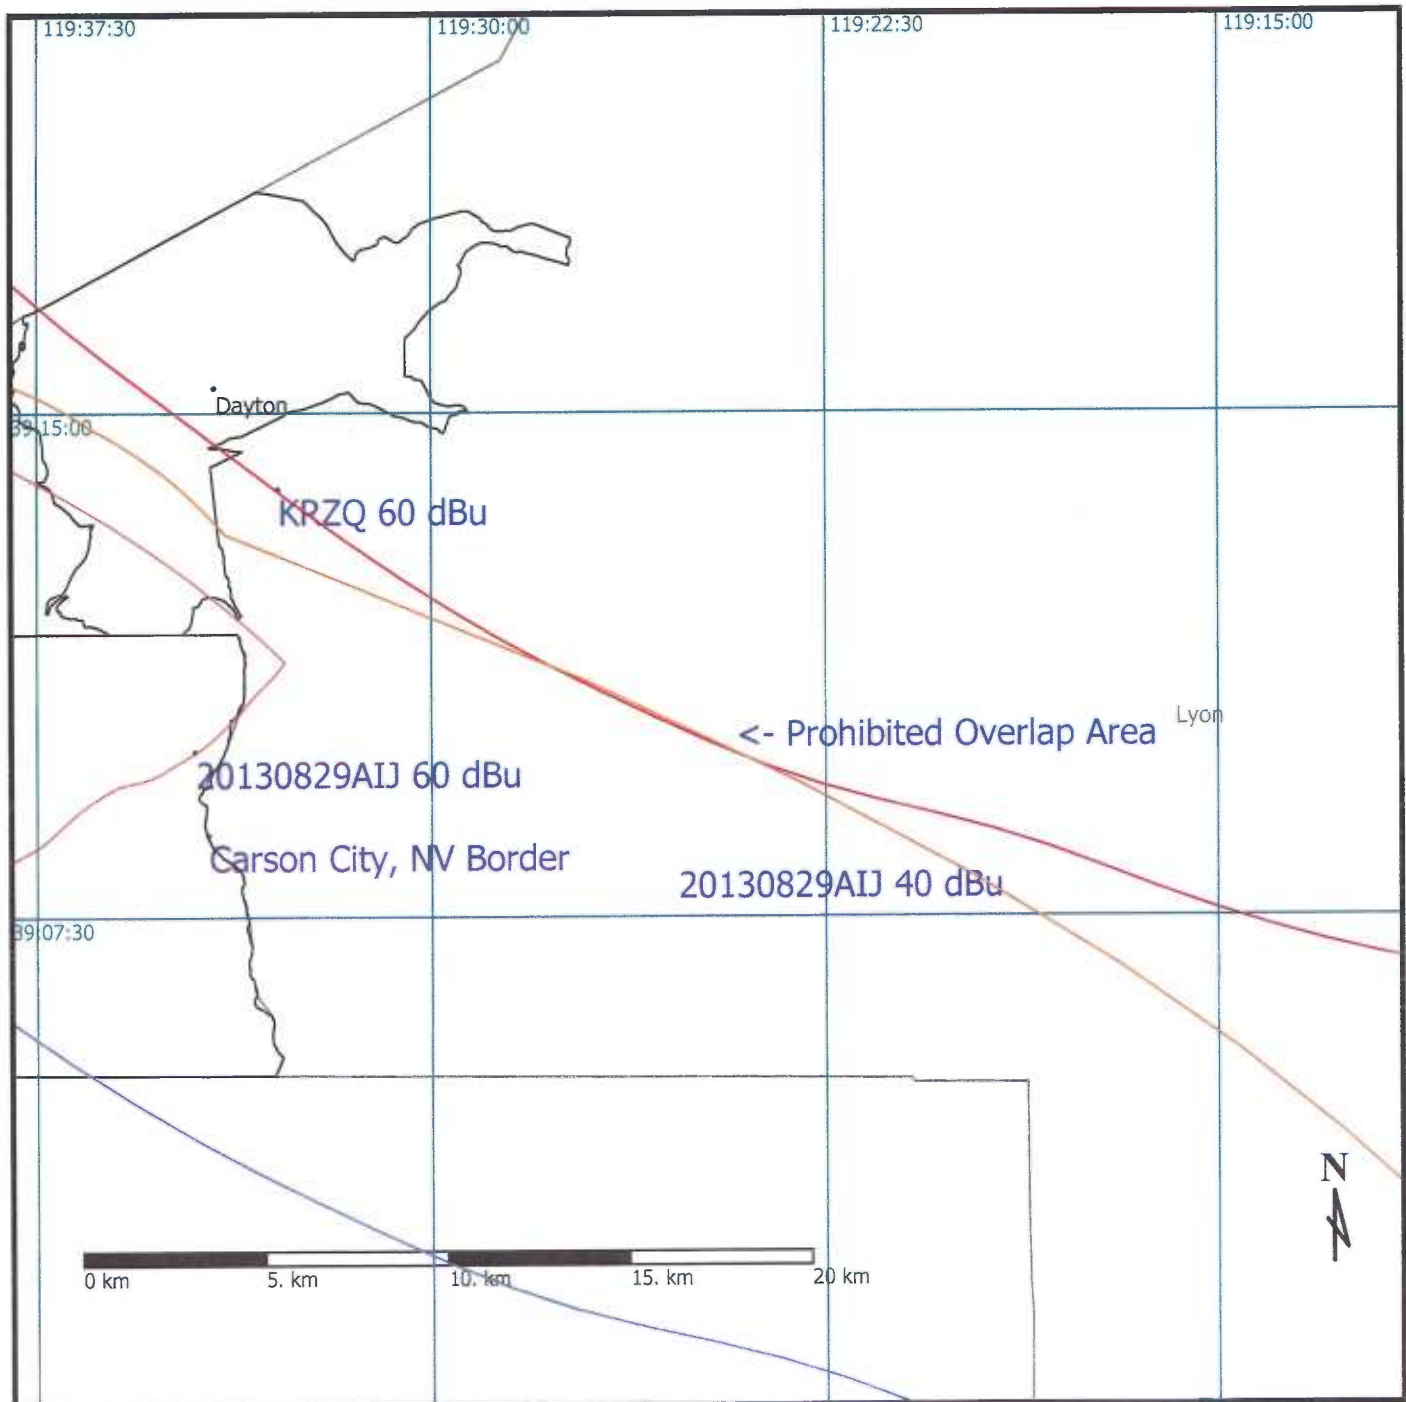 119:37:30
119:30:00
119:22:30
119:15:00
Dayton
39:15:00
KRZQ 60 dBu
Lyon
<- Prohibited Overlap Area
20130829AIJ 60 dBu
Carson City, NV Border
20130829AIJ 40 dBu
39:07:30
N
0 km
5. km
10. km
15. km
20 km